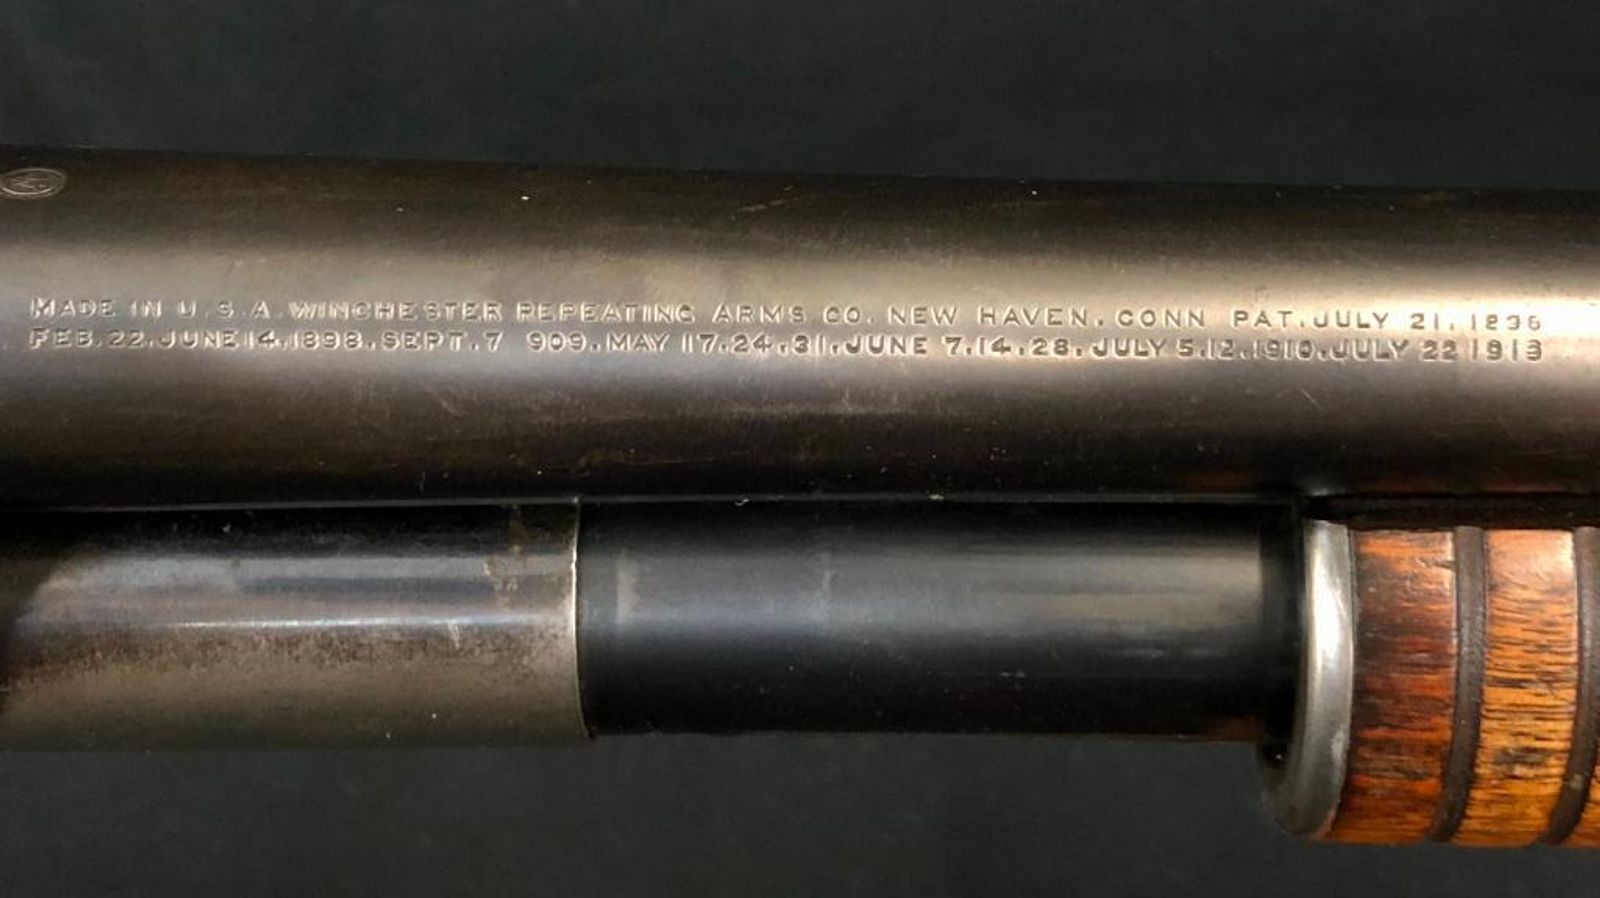 MADE IN U.S.A. WINCHESTER REPEATING ARMS CO. NEW HAVEN. CONN PAT. JULY 21. 1896
FEB. 22. JUNE 14. 1898. SEPT. 7 909. MAY 17. 24. 31. JUNE 7. 14. 28. JULY 5. 12. 1910. JULY 22 1913